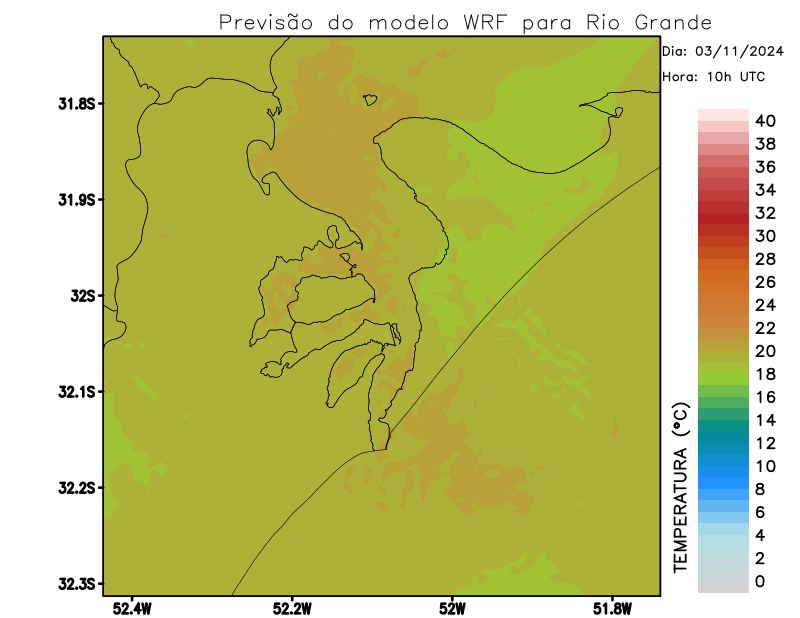 Previsão do modelo WRF para Rio Grande
Dia: 03/11/2024
Hora: 10h UTC
31.8S
31.9S
32S
32.1S
32.2S
32.3S
52.4W
52.2W
52W
51.8W
TEMPERATURA (°C)
40
38
36
34
32
30
28
26
24
22
20
18
16
14
12
10
8
6
4
2
0